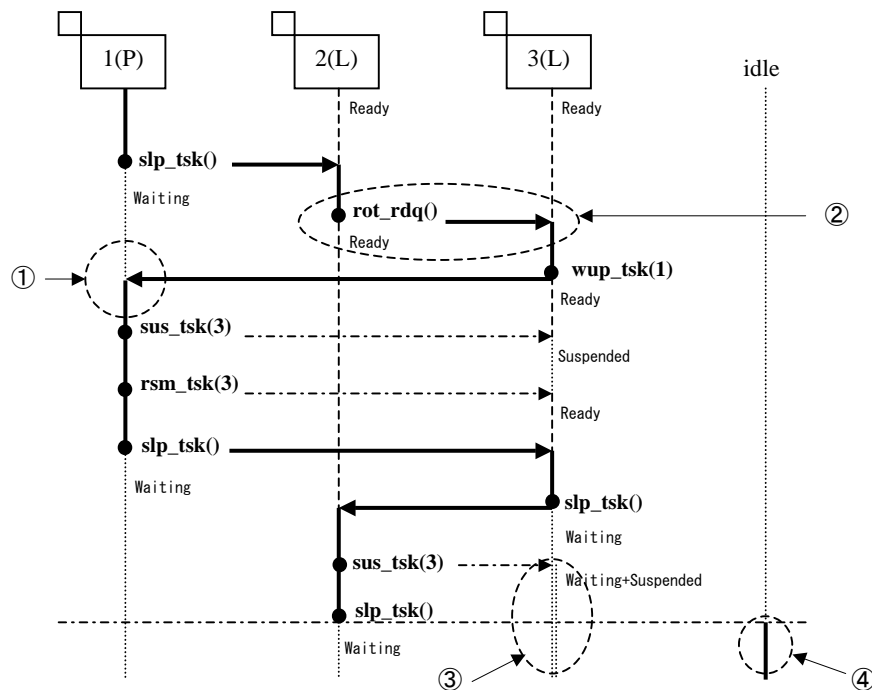 1(P) 2(L) 3(L) idle
Ready Ready
slp_tsk()
Waiting
rot_rdq() ②
Ready
① wup_tsk(1)
Ready
sus_tsk(3)
Suspended
rsm_tsk(3)
Ready
slp_tsk()
Waiting
slp_tsk()
Waiting
sus_tsk(3)
Waiting+Suspended
slp_tsk()
Waiting
③ ④